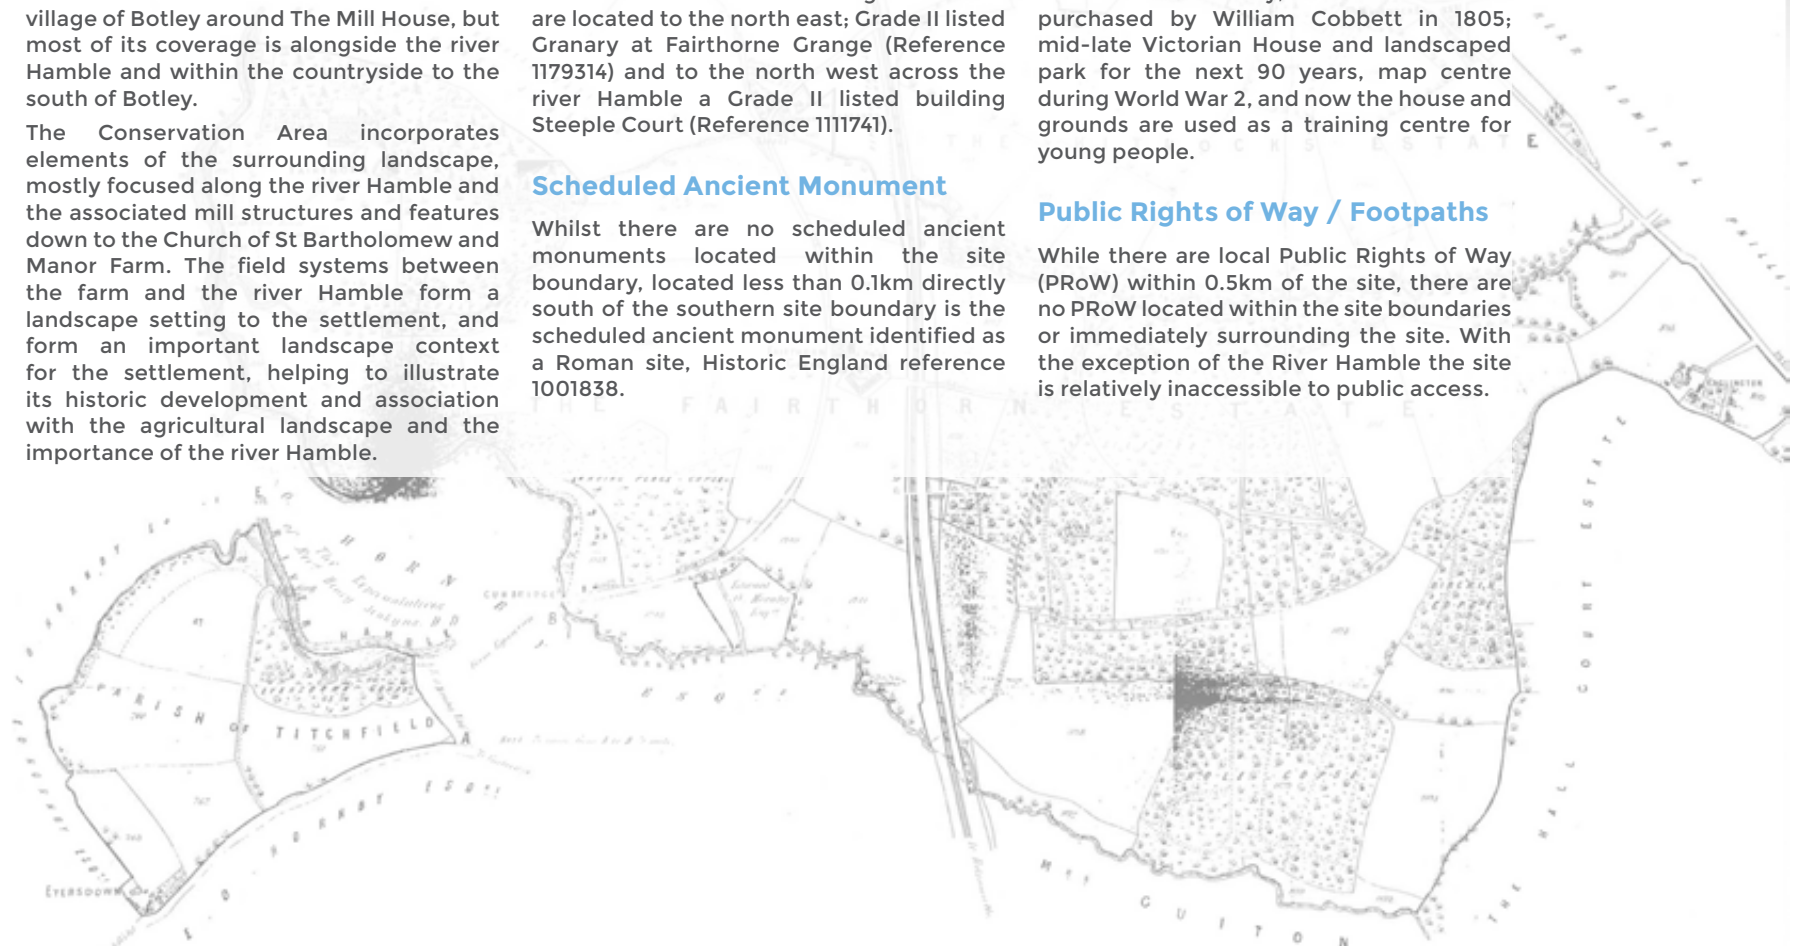 village of Botley around The Mill House, but
most of its coverage is alongside the river
Hamble and within the countryside to the
south of Botley.
The Conservation Area incorporates
elements of the surrounding landscape,
mostly focused along the river Hamble and
the associated mill structures and features
down to the Church of St Bartholomew and
Manor Farm. The field systems between
the farm and the river Hamble form a
landscape setting to the settlement, and
form an important landscape context
for the settlement, helping to illustrate
its historic development and association
with the agricultural landscape and the
importance of the river Hamble.
are located to the north east; Grade II listed
Granary at Fairthorne Grange (Reference
1179314) and to the north west across the
river Hamble a Grade II listed building
Steeple Court (Reference 1111741).
Scheduled Ancient Monument
Whilst there are no scheduled ancient
monuments located within the site
boundary, located less than 0.1km directly
south of the southern site boundary is the
scheduled ancient monument identified as
a Roman site, Historic England reference
1001838.
purchased by William Cobbett in 1805;
mid-late Victorian House and landscaped
park for the next 90 years, map centre
during World War 2, and now the house and
grounds are used as a training centre for
young people.
Public Rights of Way / Footpaths
While there are local Public Rights of Way
(PRoW) within 0.5km of the site, there are
no PRoW located within the site boundaries
or immediately surrounding the site. With
the exception of the River Hamble the site
is relatively inaccessible to public access.
THE FAIRTHORN ESTATE
HAMBLE
PARISH OF TITCHFIELD
A
B
E
THE HALL COURT ESTATE
GUITON